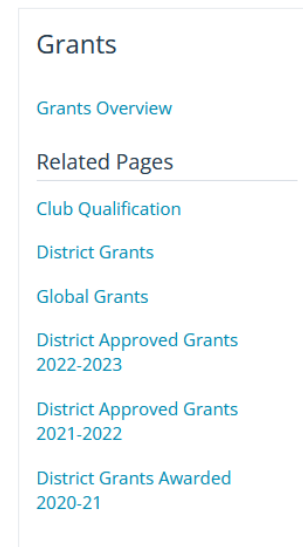 Grants
Grants Overview
Related Pages
Club Qualification
District Grants
Global Grants
District Approved Grants
2022-2023
District Approved Grants
2021-2022
District Grants Awarded
2020-21